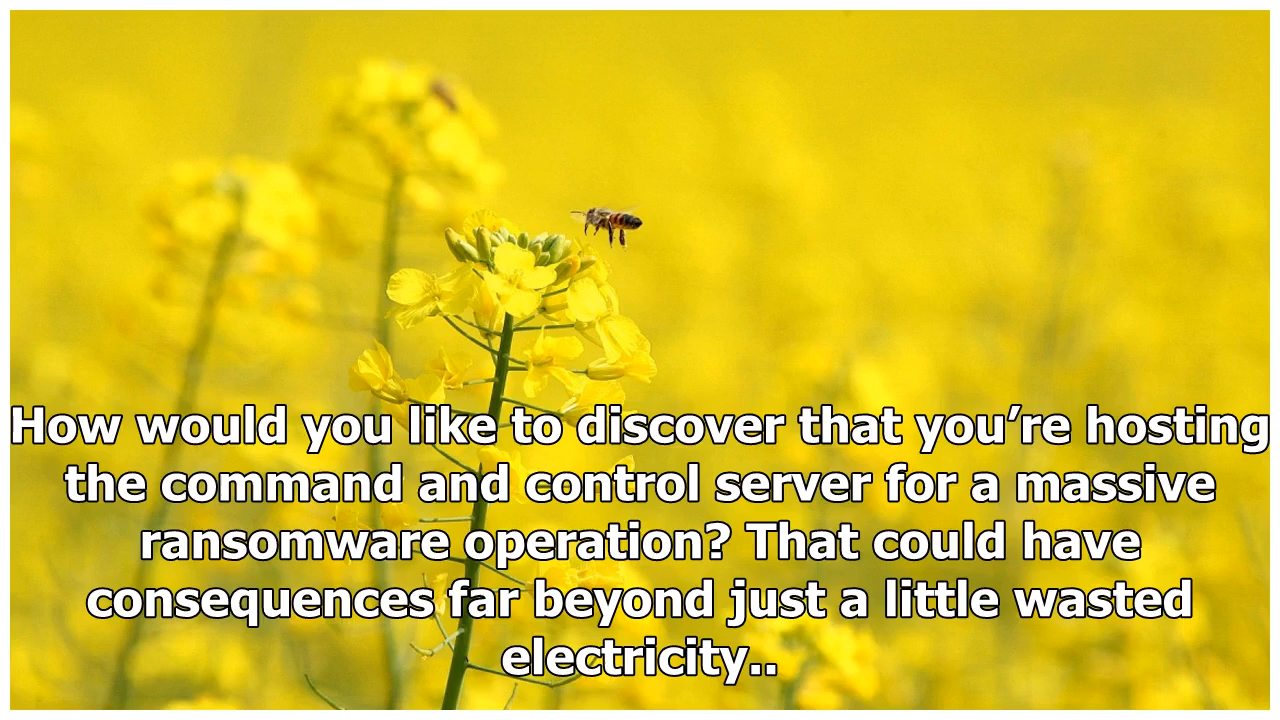 How would you like to discover that you’re hosting
the command and control server for a massive
ransomware operation? That could have
consequences far beyond just a little wasted
electricity..